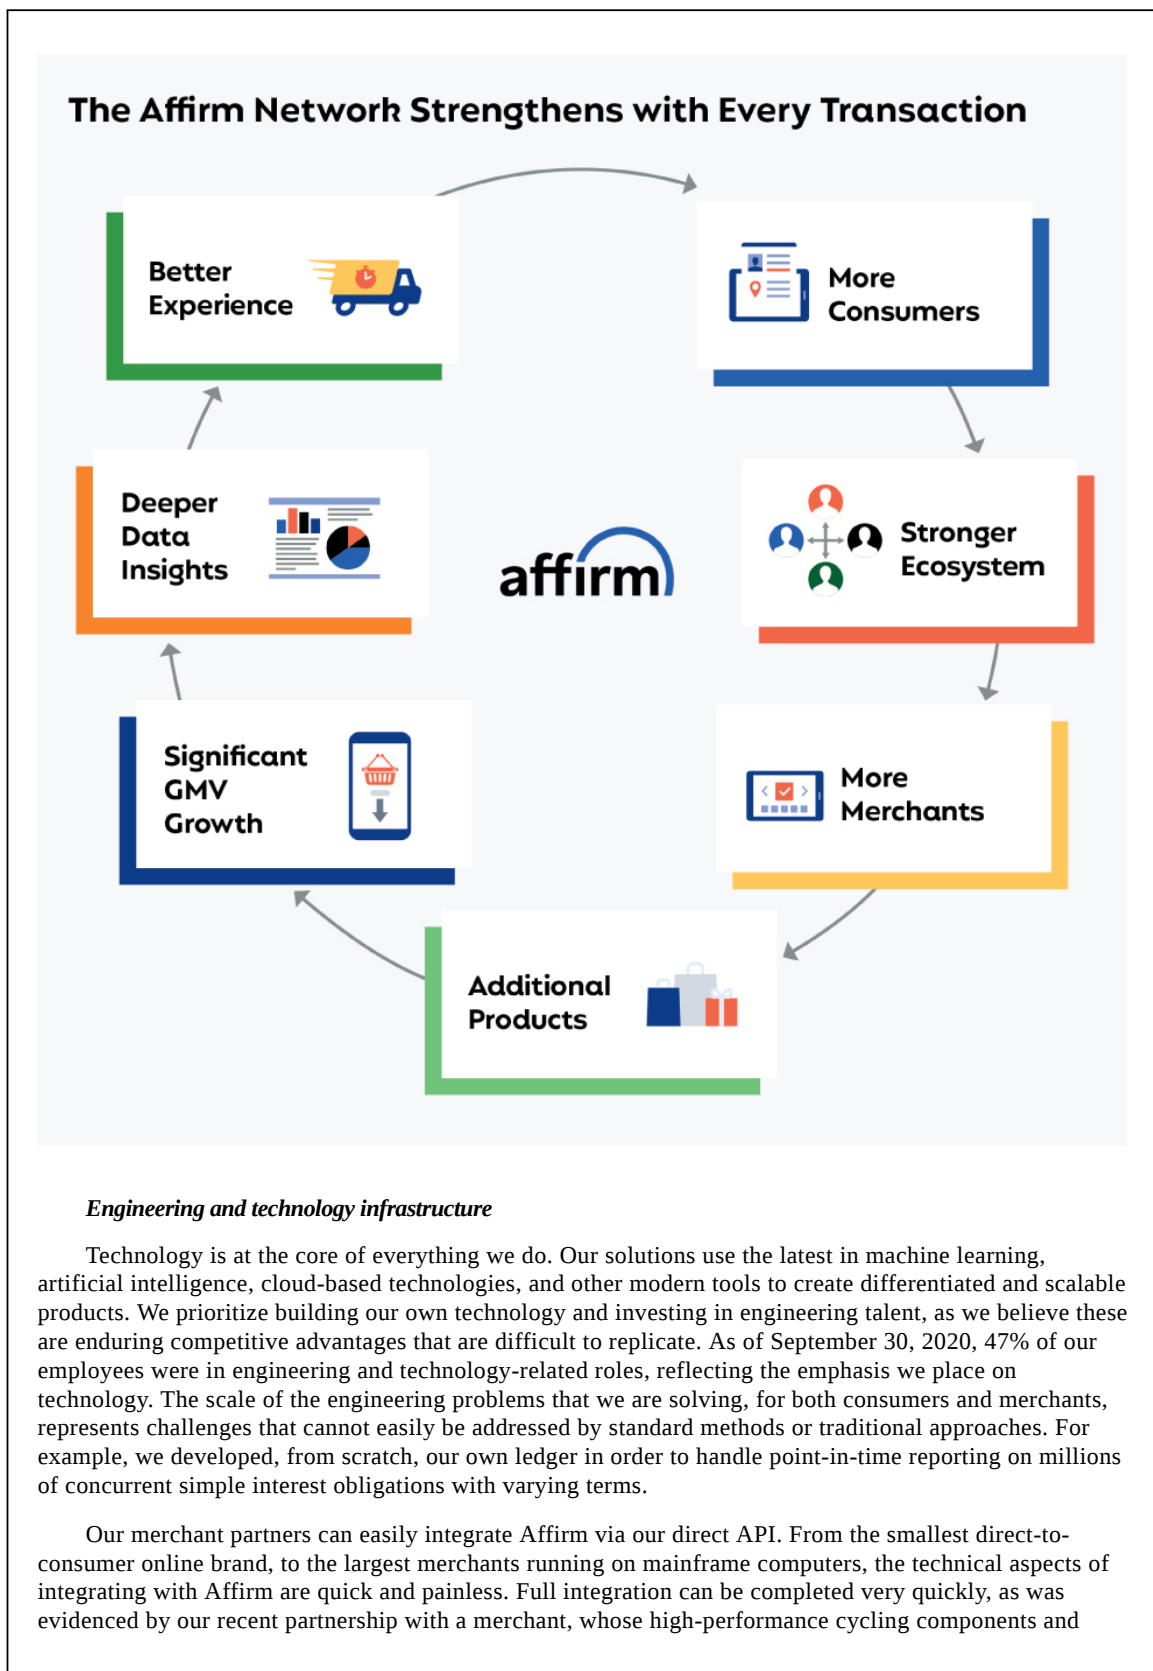 The Affirm Network Strengthens with Every Transaction
Better
Experience
More
Consumers
Deeper
Data
Insights
affirm
Stronger
Ecosystem
Significant
GMV
Growth
More
Merchants
Additional
Products
Engineering and technology infrastructure
Technology is at the core of everything we do. Our solutions use the latest in machine learning,
artificial intelligence, cloud-based technologies, and other modern tools to create differentiated and scalable
products. We prioritize building our own technology and investing in engineering talent, as we believe these
are enduring competitive advantages that are difficult to replicate. As of September 30, 2020, 47% of our
employees were in engineering and technology-related roles, reflecting the emphasis we place on
technology. The scale of the engineering problems that we are solving, for both consumers and merchants,
represents challenges that cannot easily be addressed by standard methods or traditional approaches. For
example, we developed, from scratch, our own ledger in order to handle point-in-time reporting on millions
of concurrent simple interest obligations with varying terms.
Our merchant partners can easily integrate Affirm via our direct API. From the smallest direct-to-
consumer online brand, to the largest merchants running on mainframe computers, the technical aspects of
integrating with Affirm are quick and painless. Full integration can be completed very quickly, as was
evidenced by our recent partnership with a merchant, whose high-performance cycling components and